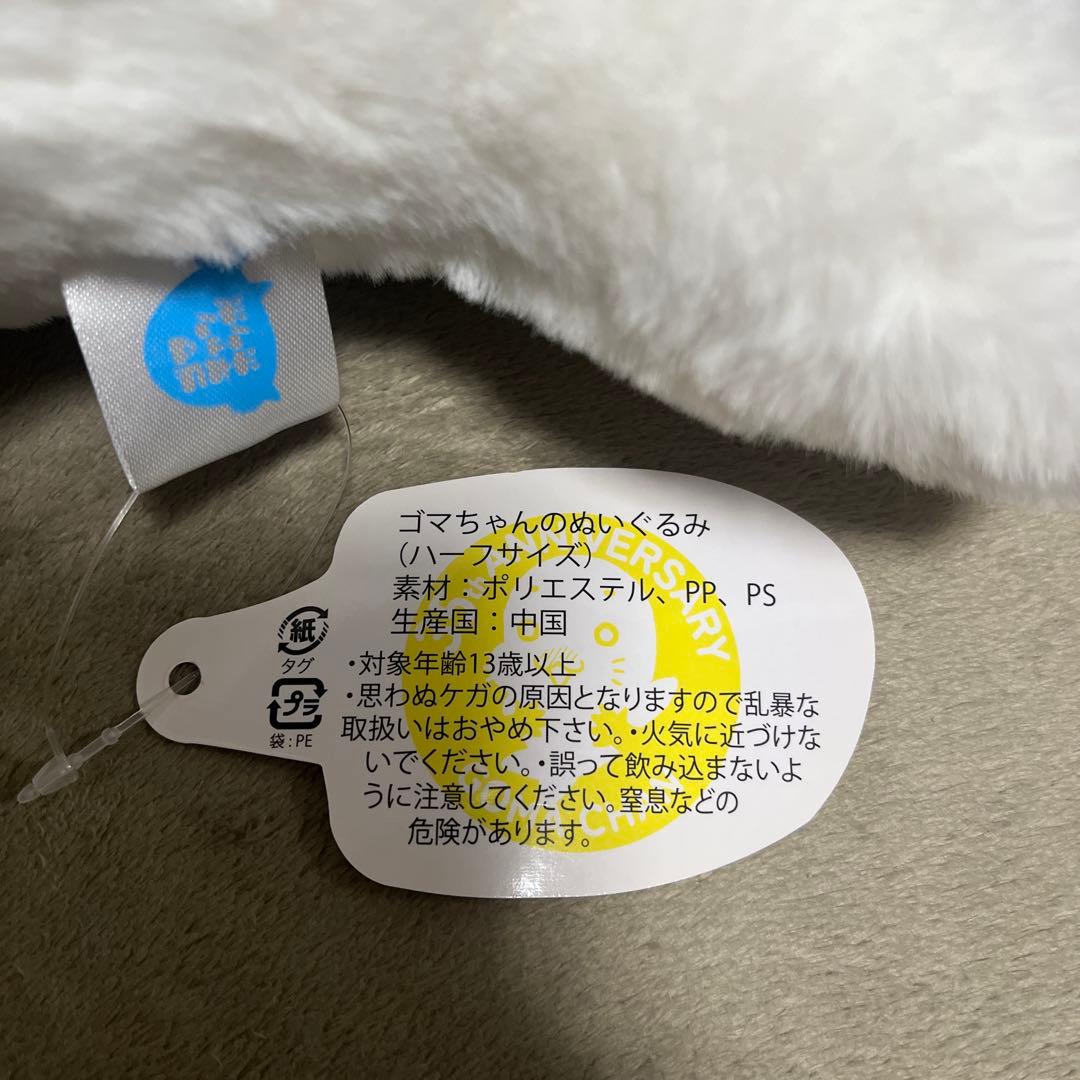 ゴマちゃんのぬいぐるみ
(ハーフサイズ)
素材：ポリエステル、PP、PS
生産国：中国
・対象年齢13歳以上
・思わぬケガの原因となりますので乱暴な
取扱いはおやめ下さい。・火気に近づけな
いでください。・誤って飲み込まないよ
うに注意してください。窒息などの
危険があります。
紙
タグ
プラ
袋：PE
ANNIVERSARY